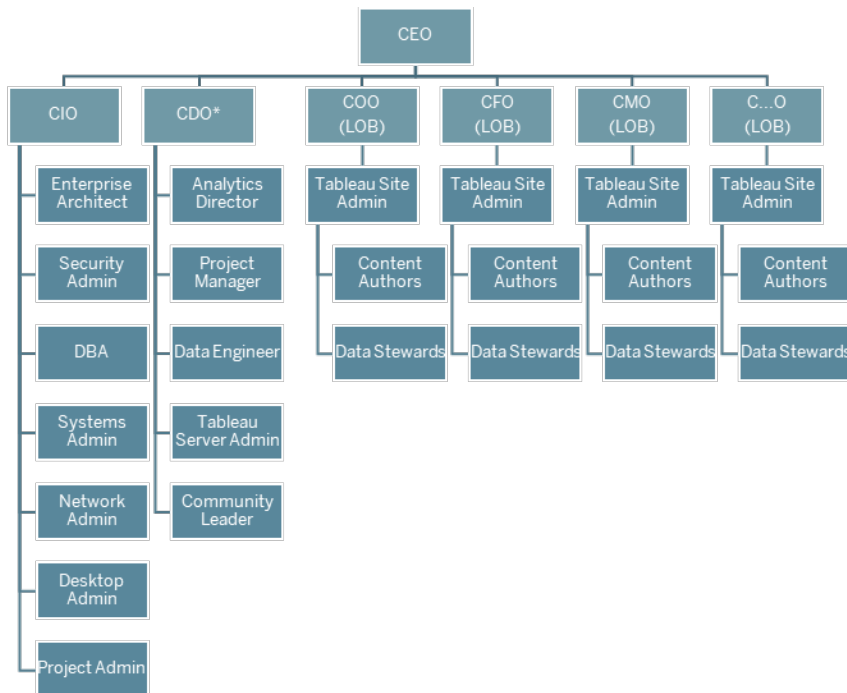 CEO
CIO
CDO*
COO
(LOB)
CFO
(LOB)
CMO
(LOB)
C...O
(LOB)
Enterprise
Architect
Security
Admin
DBA
Systems
Admin
Network
Admin
Desktop
Admin
Project Admin
Analytics
Director
Project
Manager
Data Engineer
Tableau
Server Admin
Community
Leader
Tableau Site
Admin
Content
Authors
Data Stewards
Tableau Site
Admin
Content
Authors
Data Stewards
Tableau Site
Admin
Content
Authors
Data Stewards
Tableau Site
Admin
Content
Authors
Data Stewards